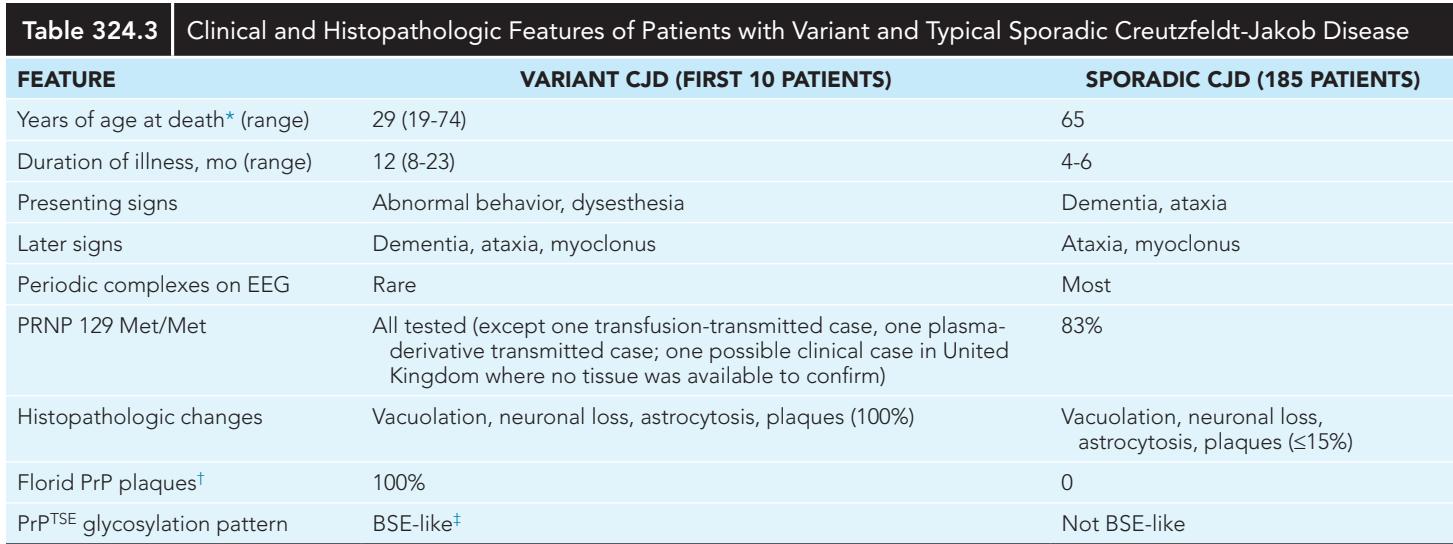 Table 324.3 Clinical and Histopathologic Features of Patients with Variant and Typical Sporadic Creutzfeldt-Jakob Disease
FEATURE VARIANT CJD (FIRST 10 PATIENTS) SPORADIC CJD (185 PATIENTS)
Years of age at death* (range) 29 (19-74) 65
Duration of illness, mo (range) 12 (8-23) 4-6
Presenting signs Abnormal behavior, dysesthesia Dementia, ataxia
Later signs Dementia, ataxia, myoclonus Ataxia, myoclonus
Periodic complexes on EEG Rare Most
PRNP 129 Met/Met All tested (except one transfusion-transmitted case, one plasma- 83%
derivative transmitted case; one possible clinical case in United
Kingdom where no tissue was available to confirm)
Histopathologic changes Vacuolation, neuronal loss, astrocytosis, plaques (100%) Vacuolation, neuronal loss,
astrocytosis, plaques (≤15%)
Florid PrP plaques† 100% 0
PrPTSE glycosylation pattern BSE-like‡ Not BSE-like